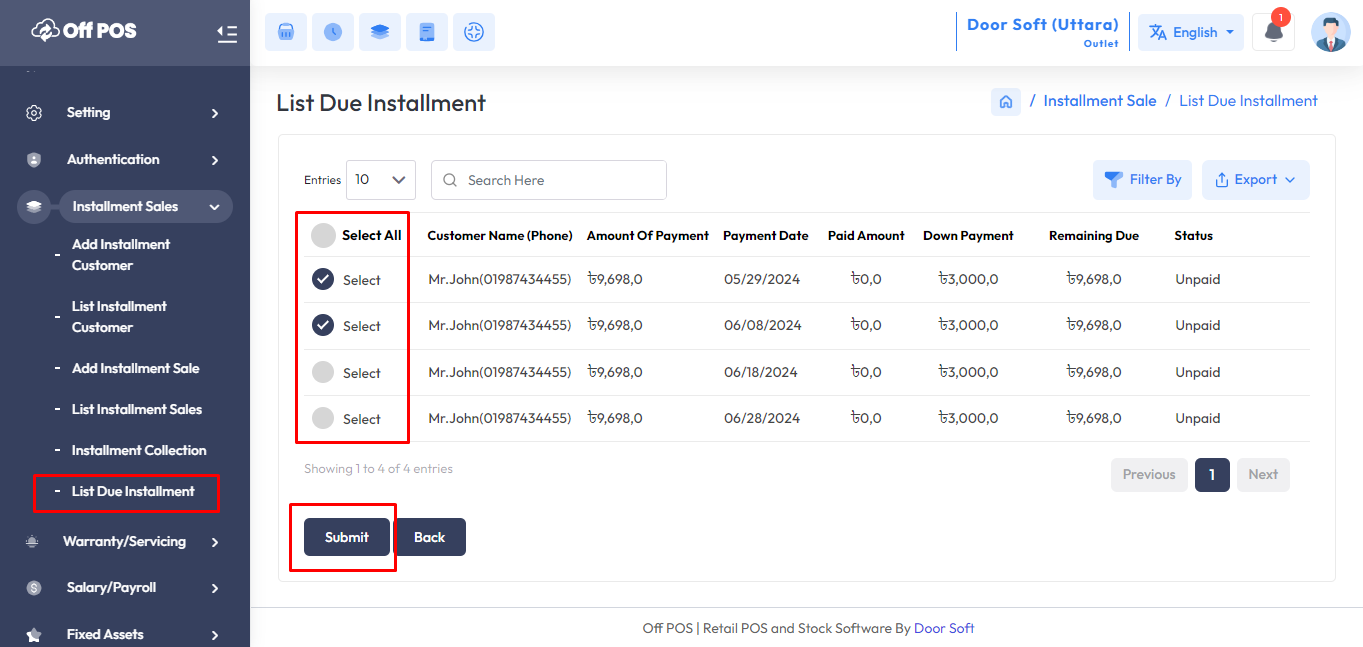 Off POS
Door Soft (Uttara)
Outlet
English
1
Setting
Authentication
Installment Sales
- Add Installment
Customer
- List Installment
Customer
- Add Installment Sale
- List Installment Sales
- Installment Collection
- List Due Installment
Warranty/Servicing
Salary/Payroll
Fixed Assets
List Due Installment
/ Installment Sale / List Due Installment
Entries 10 Search Here Filter By Export
Select All Customer Name (Phone) Amount Of Payment Payment Date Paid Amount Down Payment Remaining Due Status
Select Mr.John(01987434455) ৳9,698,0 05/29/2024 ৳0,0 ৳3,000,0 ৳9,698,0 Unpaid
Select Mr.John(01987434455) ৳9,698,0 06/08/2024 ৳0,0 ৳3,000,0 ৳9,698,0 Unpaid
Select Mr.John(01987434455) ৳9,698,0 06/18/2024 ৳0,0 ৳3,000,0 ৳9,698,0 Unpaid
Select Mr.John(01987434455) ৳9,698,0 06/28/2024 ৳0,0 ৳3,000,0 ৳9,698,0 Unpaid
Showing 1 to 4 of 4 entries
Previous 1 Next
Submit Back
Off POS | Retail POS and Stock Software By Door Soft